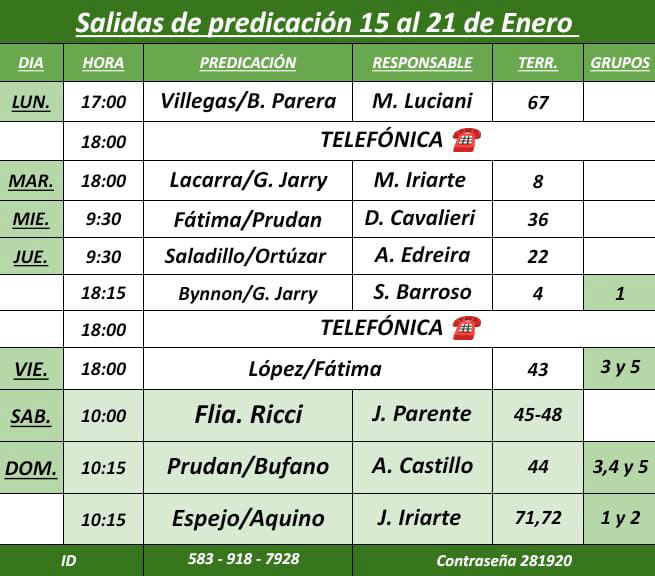 Salidas de predicación 15 al 21 de Enero
DIA HORA PREDICACIÓN RESPONSABLE TERR. GRUPOS
LUN. 17:00 Villegas/B. Parera M. Luciani 67
18:00 TELEFÓNICA ☎
MAR. 18:00 Lacarra/G. Jarry M. Iriarte 8
MIE. 9:30 Fátima/Prudan D. Cavalieri 36
JUE. 9:30 Saladillo/Ortúzar A. Edreira 22
18:15 Bynnon/G. Jarry S. Barroso 4 1
18:00 TELEFÓNICA ☎
VIE. 18:00 López/Fátima 43 3 y 5
SAB. 10:00 Flia. Ricci J. Parente 45-48
DOM. 10:15 Prudan/Bufano A. Castillo 44 3,4 y 5
10:15 Espejo/Aquino J. Iriarte 71,72 1 y 2
ID 583 - 918 - 7928 Contraseña 281920